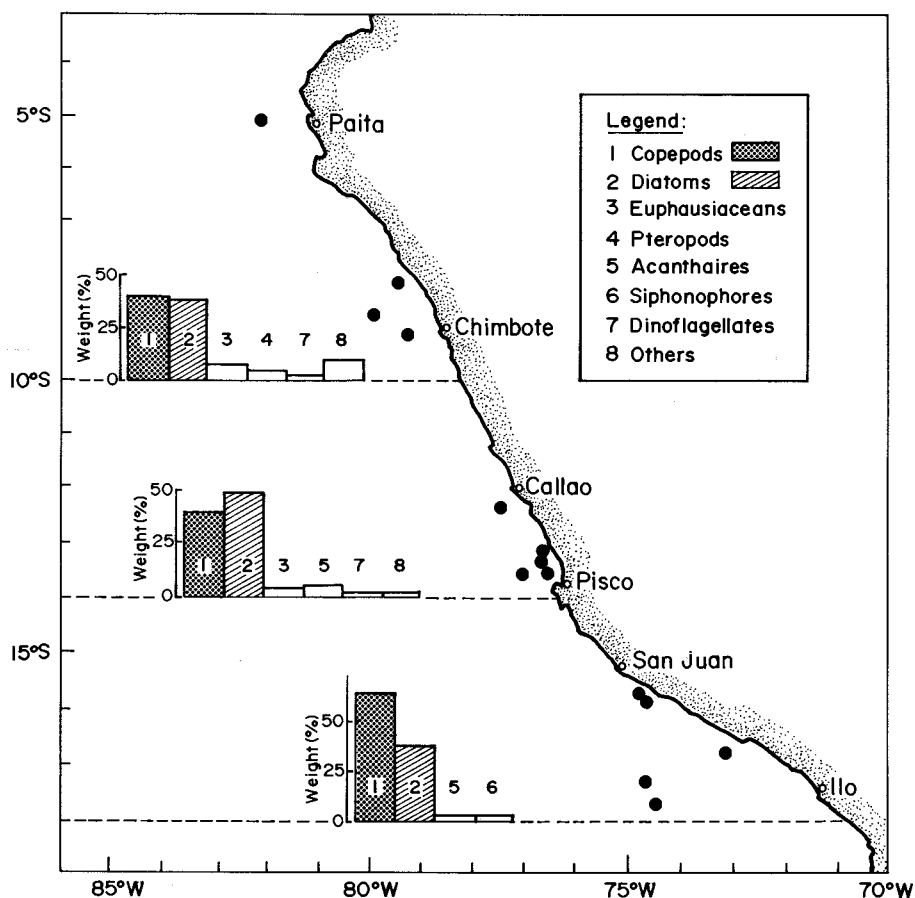 5°S
Paita
Legend:
1 Copepods
2 Diatoms
3 Euphausiaceans
4 Pteropods
5 Acanthaires
6 Siphonophores
7 Dinoflagellates
8 Others
Weight (%)
50
25
0
1 2 3 4 7 8
Chimbote
10°S
Callao
Weight (%)
50
25
0
1 2 3 5 7 8
Pisco
15°S
San Juan
Weight (%)
50
25
0
1 2 5 6
Ilo
85°W 80°W 75°W 70°W